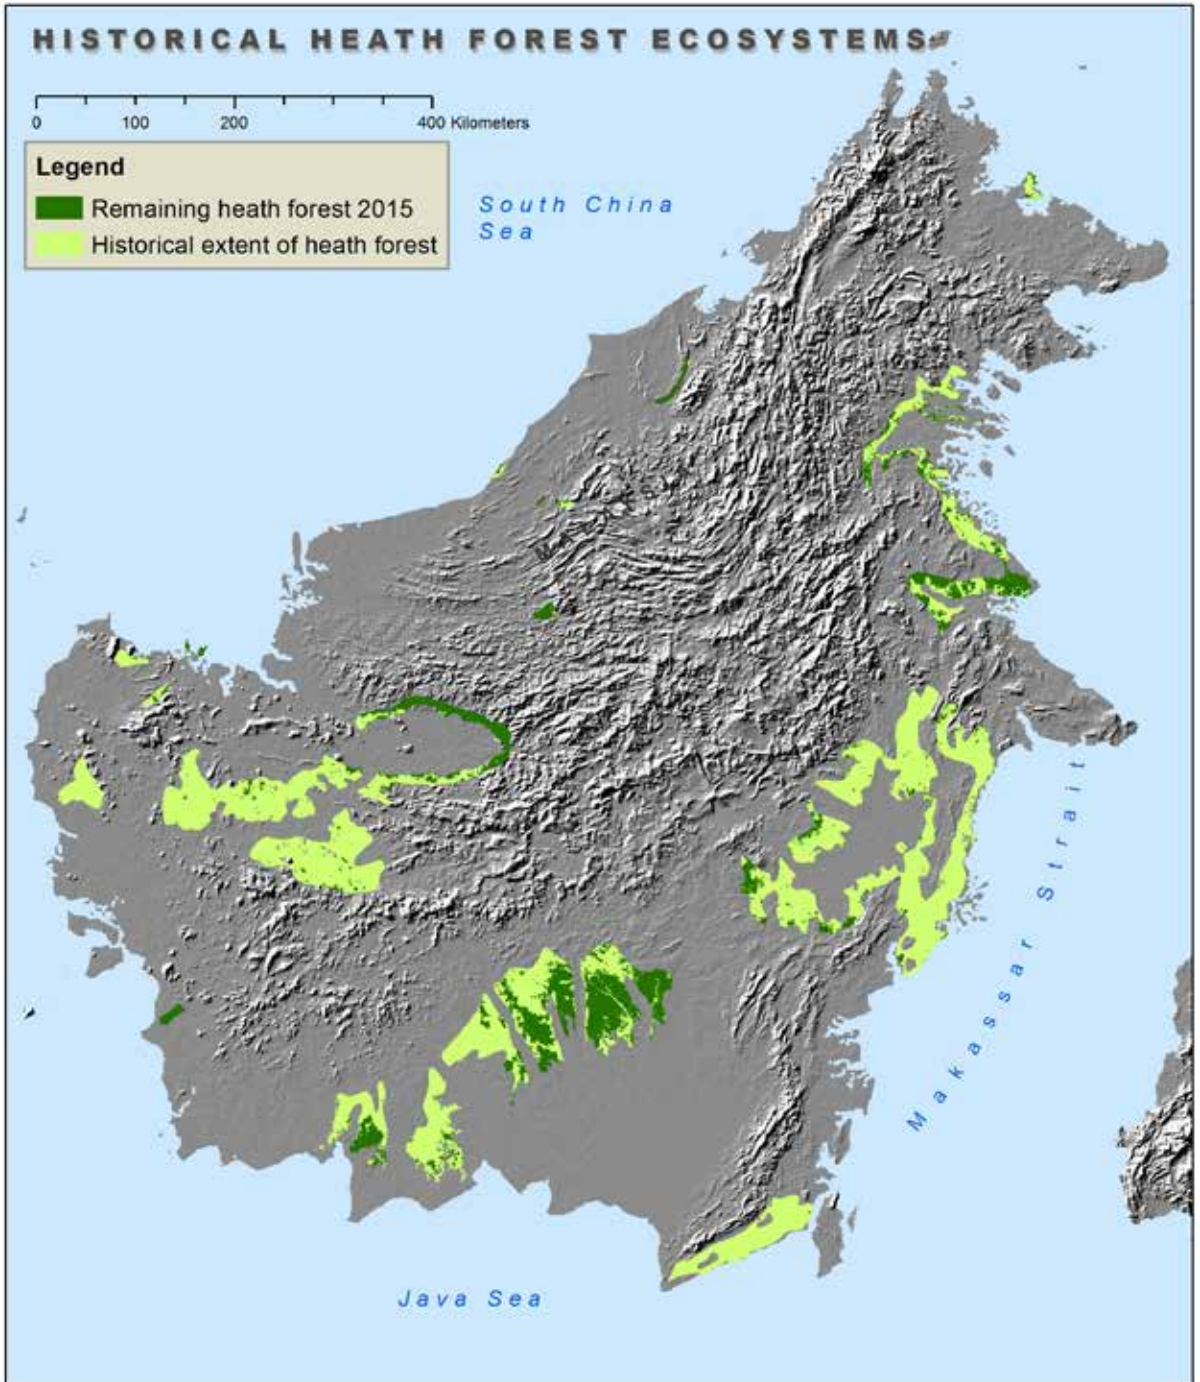 HISTORICAL HEATH FOREST ECOSYSTEMS
0 100 200 400 Kilometers
Legend
Remaining heath forest 2015
Historical extent of heath forest
South China
Sea
Makassar Strait
Java Sea